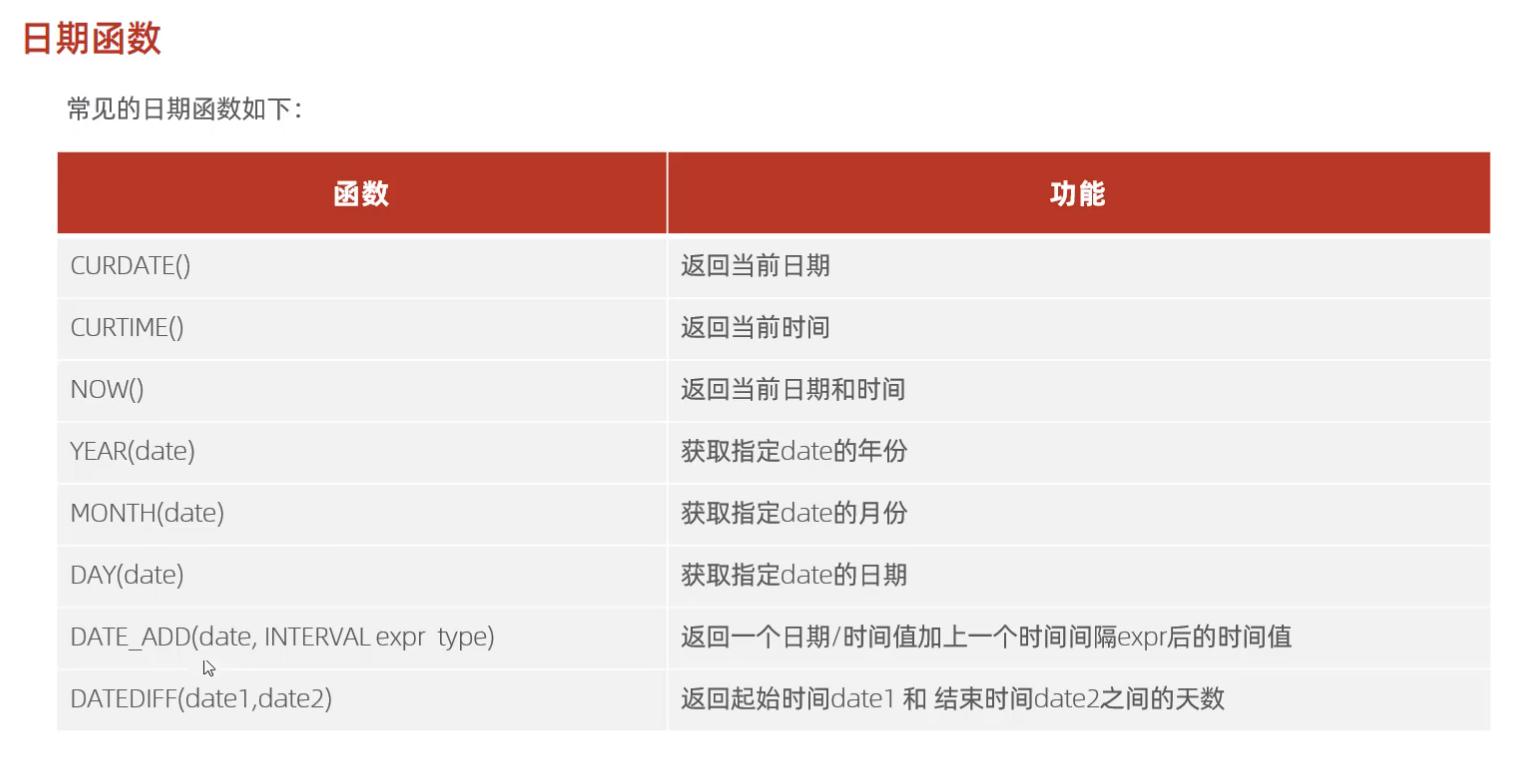 日期函数
常见的日期函数如下：
函数 功能
CURDATE() 返回当前日期
CURTIME() 返回当前时间
NOW() 返回当前日期和时间
YEAR(date) 获取指定date的年份
MONTH(date) 获取指定date的月份
DAY(date) 获取指定date的日期
DATE_ADD(date, INTERVAL expr type) 返回一个日期/时间值加上一个时间间隔expr后的时间值
DATEDIFF(date1,date2) 返回起始时间date1 和 结束时间date2之间的天数